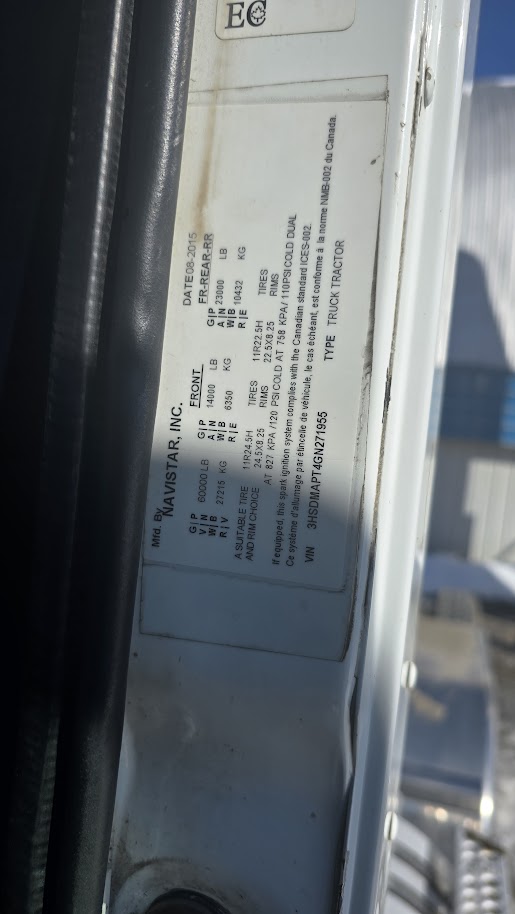 EC
Mfd. By
NAVISTAR, INC.
DATE 08-2015
FRONT
FR-REAR-RR
G|P V|N W|B R|V
60000 LB
27215 KG
G|P A|N W|B R|E
14000 LB
6350 KG
G|P A|N W|B R|E
23000 LB
10432 KG
A SUITABLE TIRE 11R24.5H TIRES 11R22.5H TIRES
AND RIM CHOICE 24.5X8.25 RIMS 22.5X8.25 RIMS
AT 827 KPA /120 PSI COLD AT 758 KPA/ 110PSI COLD DUAL
If equipped, this spark ignition system complies with the Canadian standard ICES-002.
Ce système d'allumage par étincelle de véhicule, le cas échéant, est conforme à la norme NMB-002 du Canada.
VIN 3HSDMAPT4GN271955 TYPE TRUCK TRACTOR